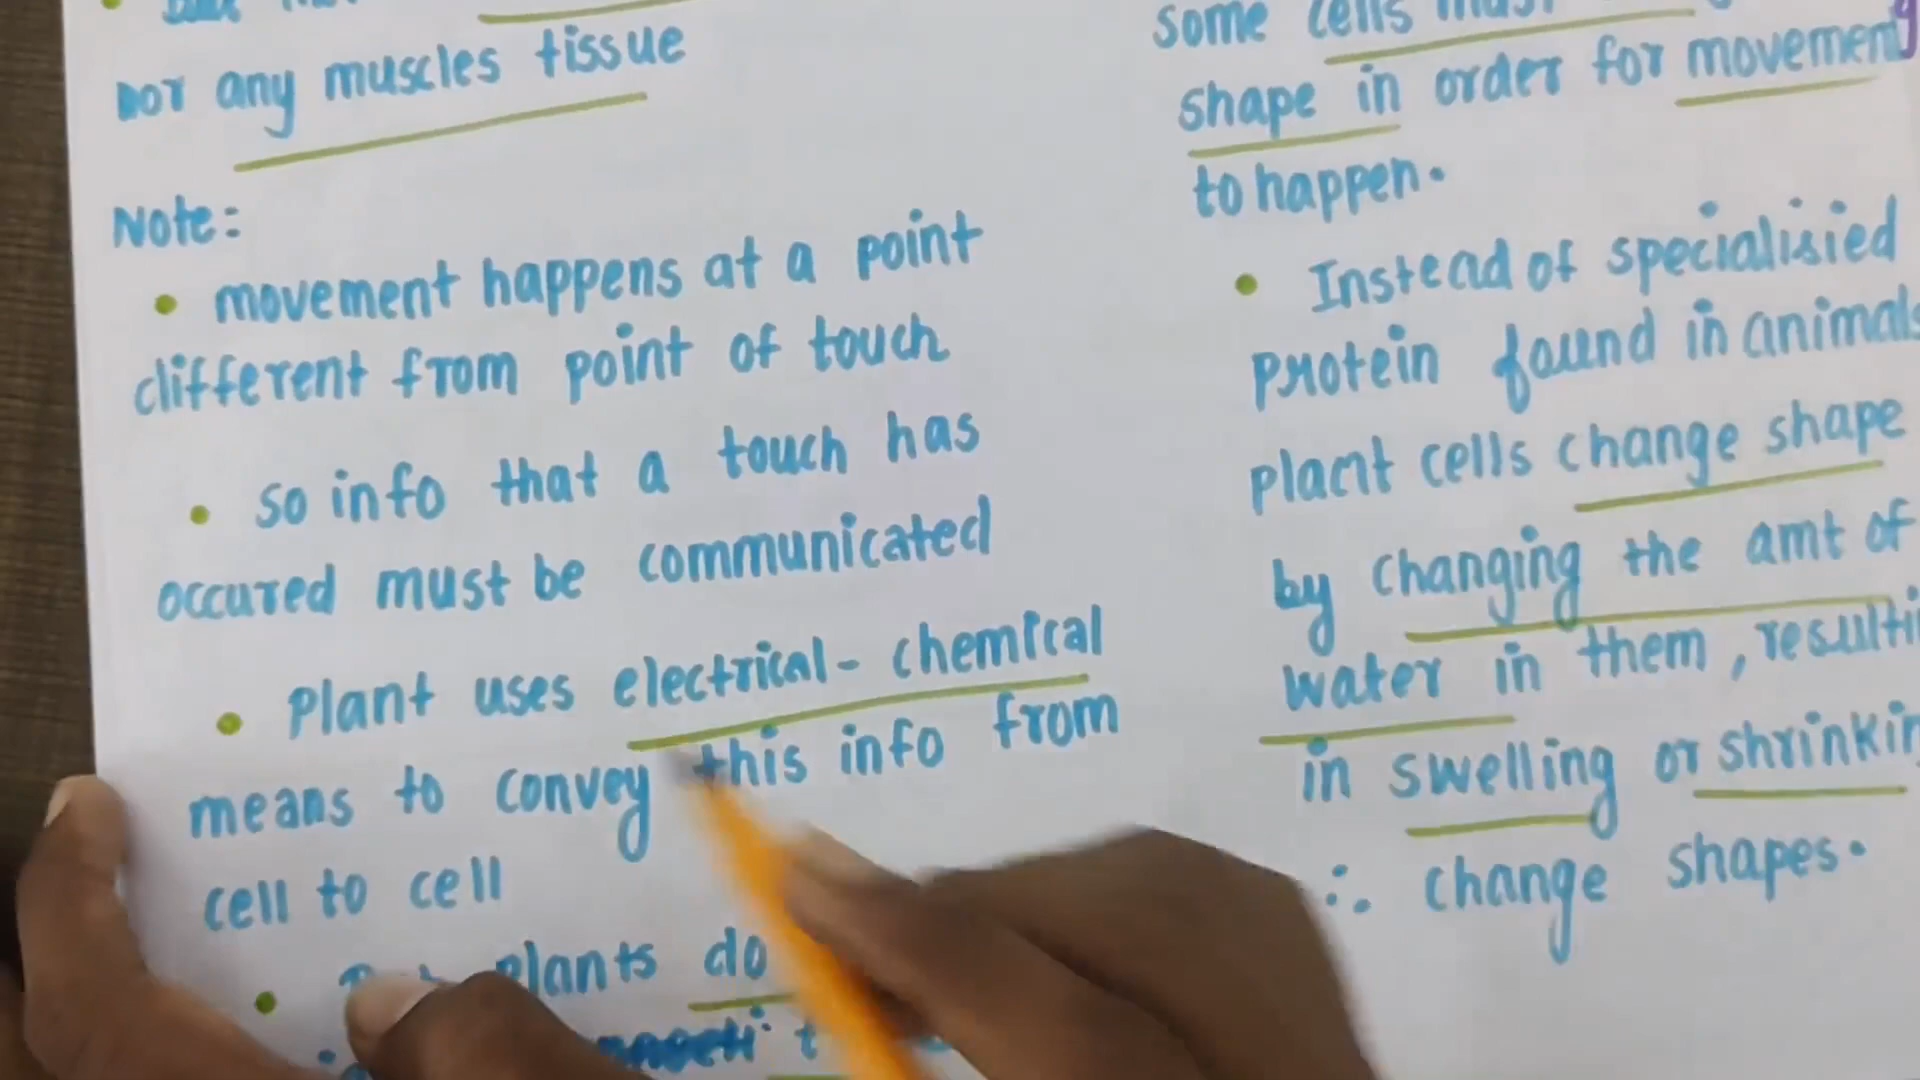 nor any muscles tissue
Note:
• movement happens at a point
different from point of touch
• so info that a touch has
occured must be communicated
• Plant uses electrical - chemical
means to convey this info from
cell to cell
• plants do
some cells must
shape in order for movement
to happen.
• Instead of specialisied
protein found in animals
plant cells change shape
by changing the amt of
water in them,
in swelling or
∴ change shapes.